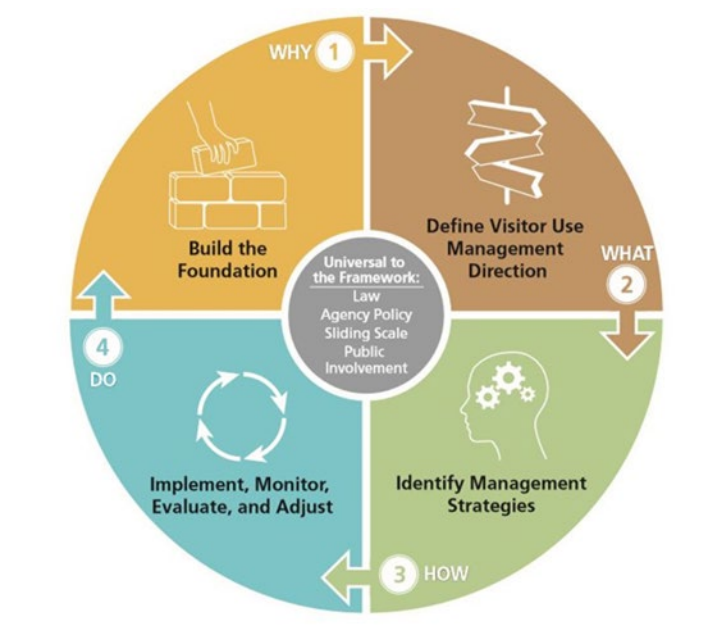 WHY 1
Build the
Foundation
Define Visitor Use
Management
Direction
WHAT
2
Universal to
the Framework:
Law
Agency Policy
Sliding Scale
Public
Involvement
Identify Management
Strategies
3 HOW
Implement, Monitor,
Evaluate, and Adjust
4
DO